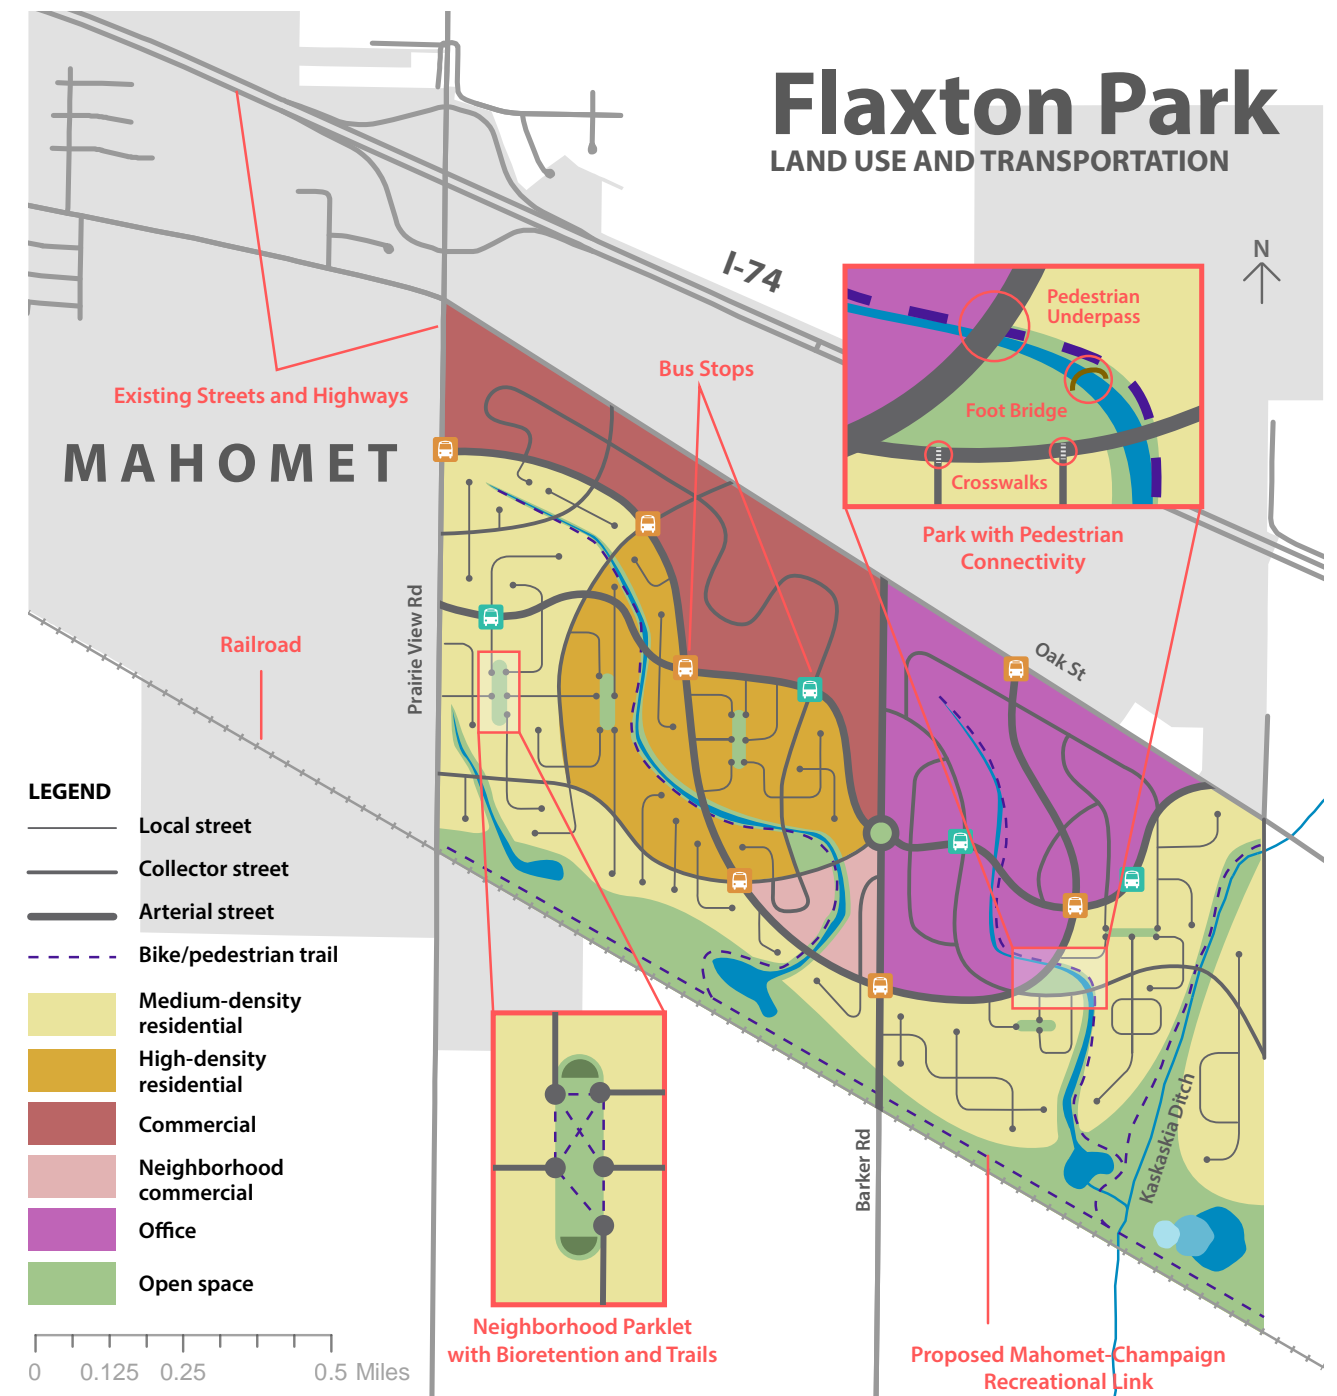 Flaxton Park
LAND USE AND TRANSPORTATION
N
I-74
Pedestrian
Underpass
Foot Bridge
Crosswalks
Park with Pedestrian
Connectivity
Bus Stops
Existing Streets and Highways
MAHOMET
Prairie View Rd
Oak St
Railroad
LEGEND
Local street
Collector street
Arterial street
Bike/pedestrian trail
Medium-density
residential
High-density
residential
Commercial
Neighborhood
commercial
Office
Open space
0 0.125 0.25 0.5 Miles
Barker Rd
Kaskaskia Ditch
Neighborhood Parklet
with Bioretention and Trails
Proposed Mahomet-Champaign
Recreational Link